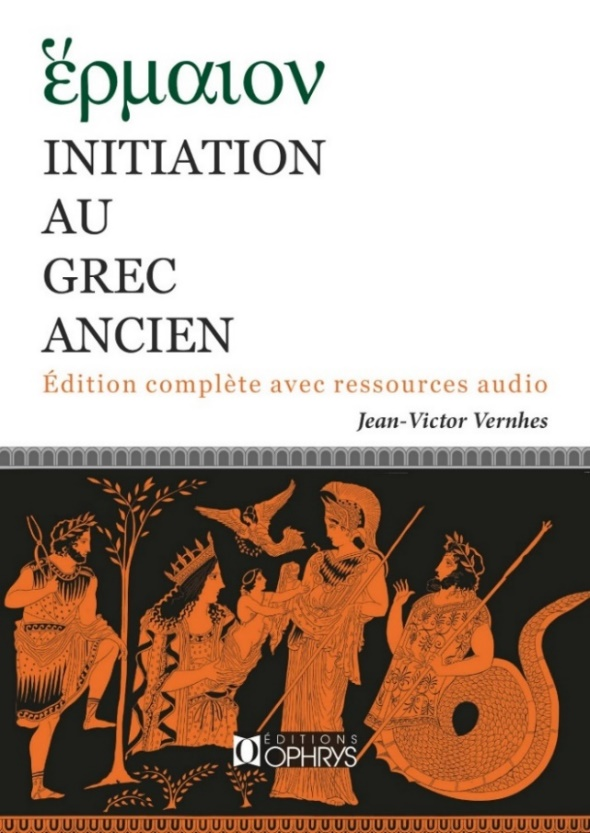 ἕρμαιον
INITIATION
AU
GREC
ANCIEN
Édition complète avec ressources audio
Jean-Victor Vernhes
ÉDITIONS
OPHRYS